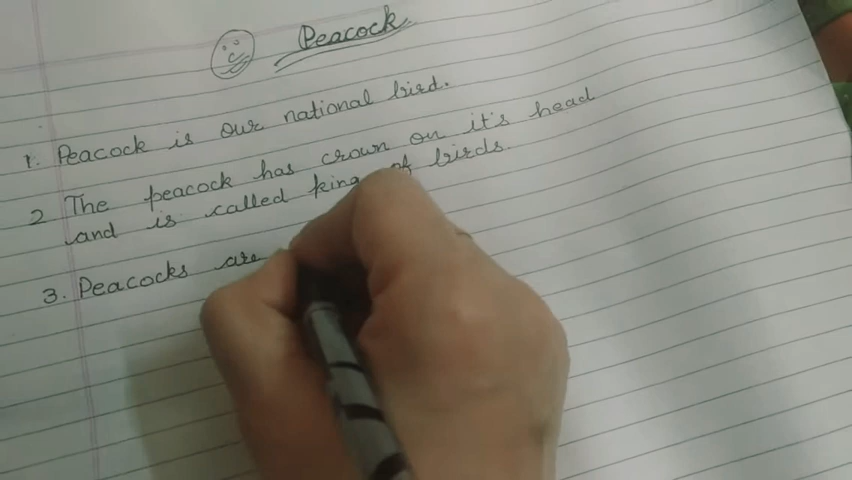 Peacock
1. Peacock is our national bird.
2 The peacock has crown on it's head
and is called king of birds.
3. Peacocks are